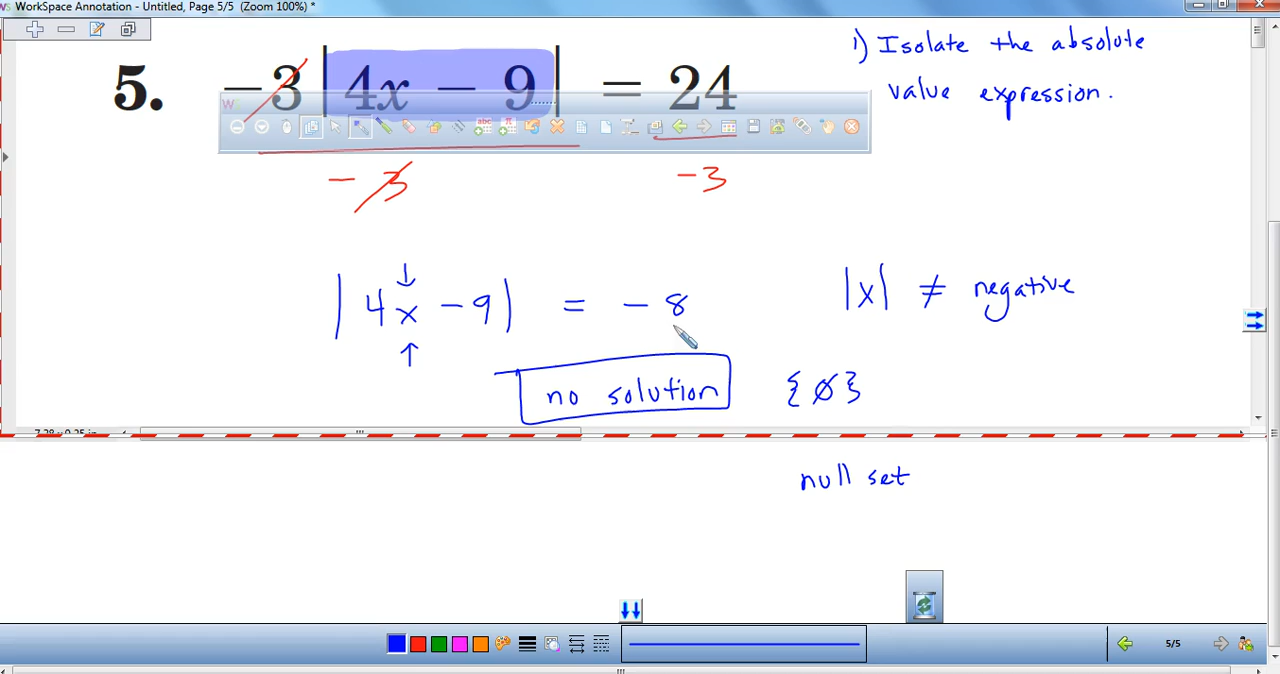 WorkSpace Annotation - Untitled, Page 5/5 (Zoom 100%) *
1) Isolate the absolute
value expression.
5. -3 |4x - 9| = 24
-3 -3
|4x - 9| = -8
|x| ≠ negative
no solution {∅}
null set
5/5